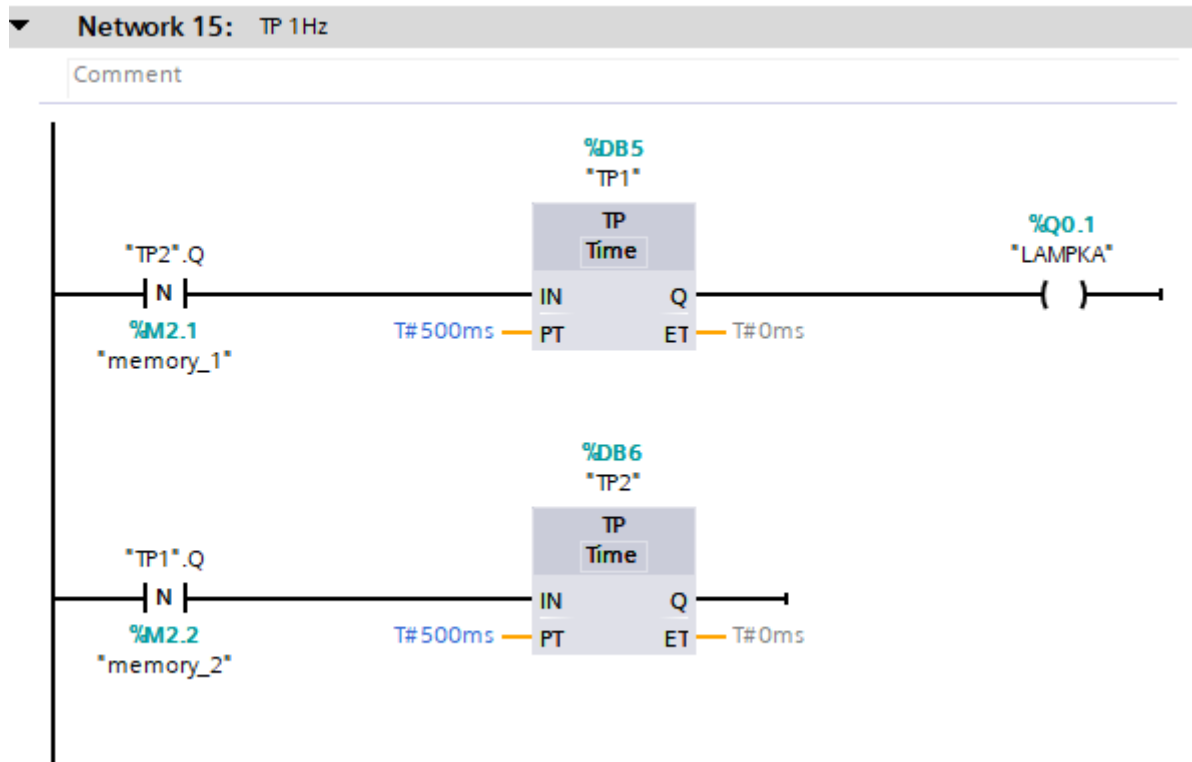 Network 15: TP 1Hz
Comment
%DB5
"TP1"
TP
Time
%Q0.1
"LAMPKA"
"TP2".Q
N
IN Q
%M2.1
"memory_1"
T#500ms PT ET T#0ms
%DB6
"TP2"
TP
Time
"TP1".Q
N
IN Q
%M2.2
"memory_2"
T#500ms PT ET T#0ms